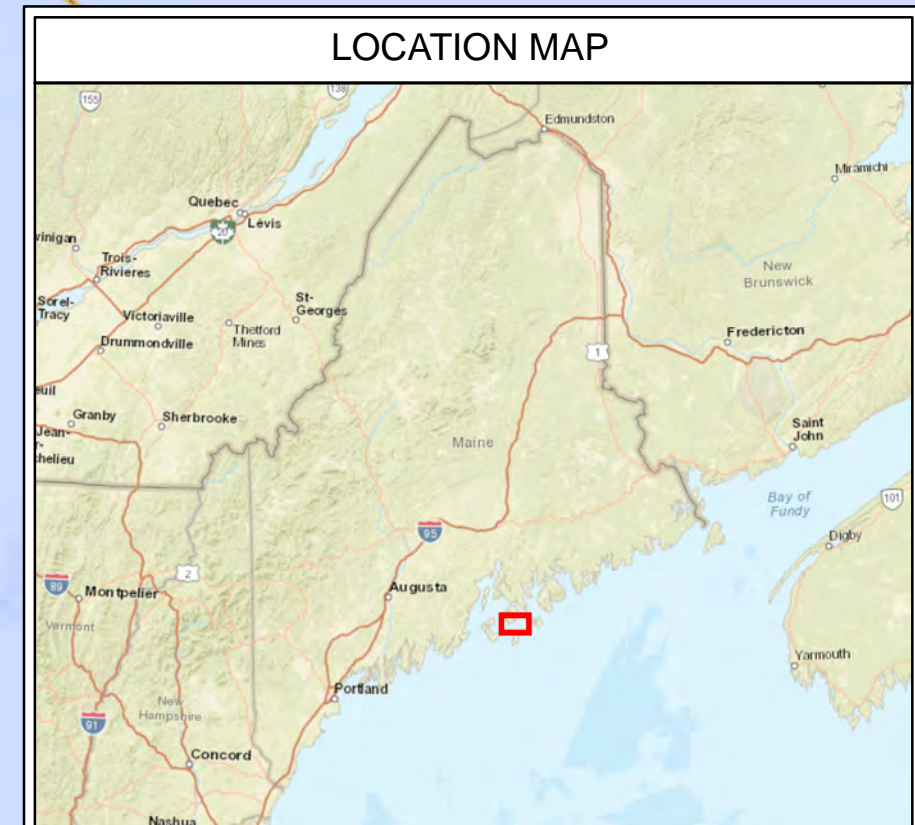 LOCATION MAP
155
138
Edmundston
Miramichi
Quebec
Lévis
20
vinigan
Trois-
Rivieres
New
Brunswick
Sorel-
Tracy
Victoriaville
St-
Georges
Thetford
Mines
Drummondville
Fredericton
1
euil
Granby
Sherbrooke
Jean-
r-
chelieu
Maine
Saint
John
Bay of
Fundy
101
95
Digby
2
89
Montpelier
Augusta
Vermont
Yarmouth
Portland
New
Hampshire
91
Concord
Nashua